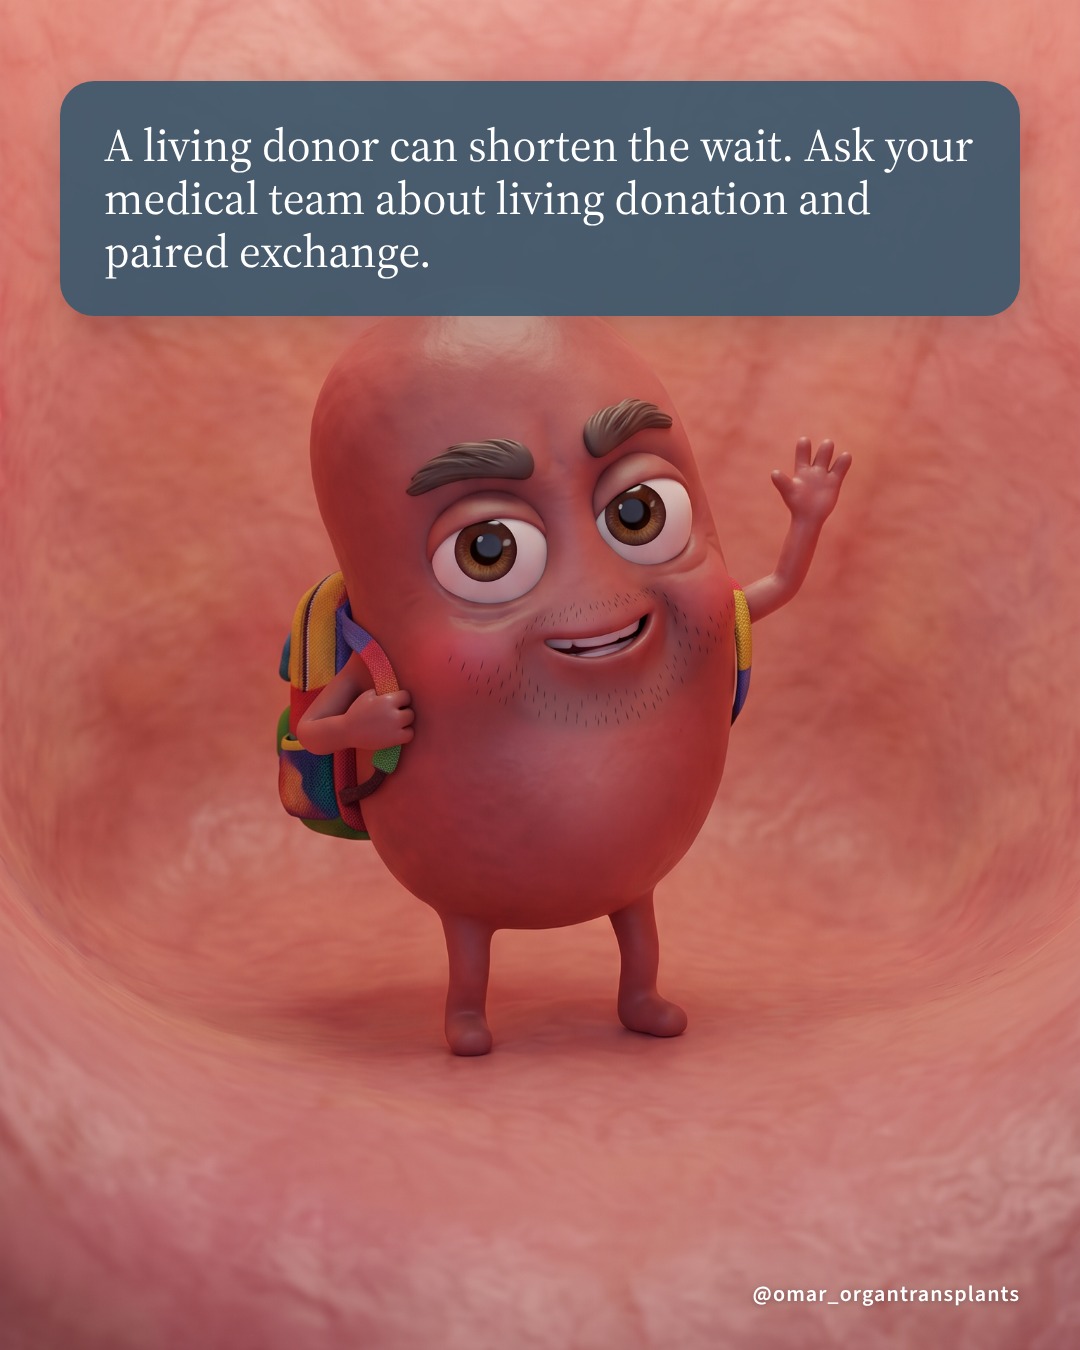 A living donor can shorten the wait. Ask your
medical team about living donation and
paired exchange.
@omar_organtransplants